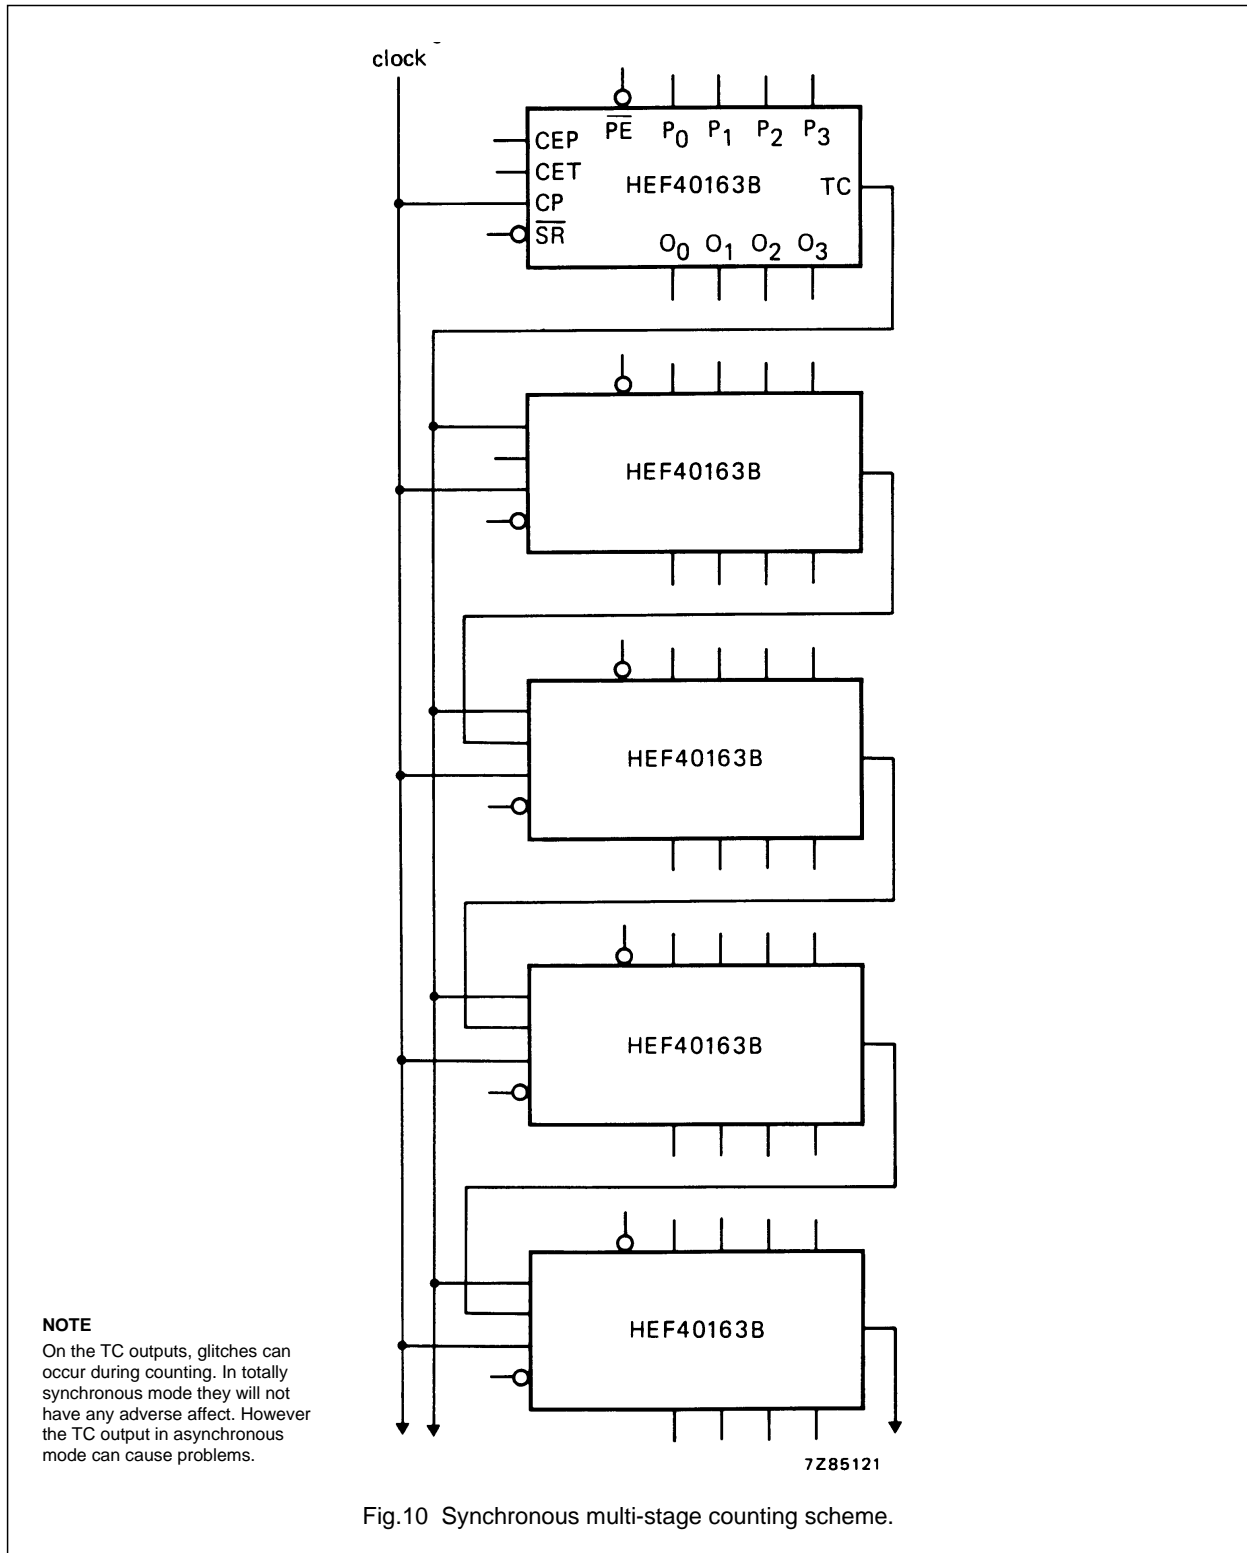 clock
PE P0 P1 P2 P3
CEP
CET
HEF40163B
TC
CP
SR
O0 O1 O2 O3
HEF40163B
HEF40163B
HEF40163B
HEF40163B
NOTE
On the TC outputs, glitches can
occur during counting. In totally
synchronous mode they will not
have any adverse affect. However
the TC output in asynchronous
mode can cause problems.
7Z85121
Fig.10 Synchronous multi-stage counting scheme.